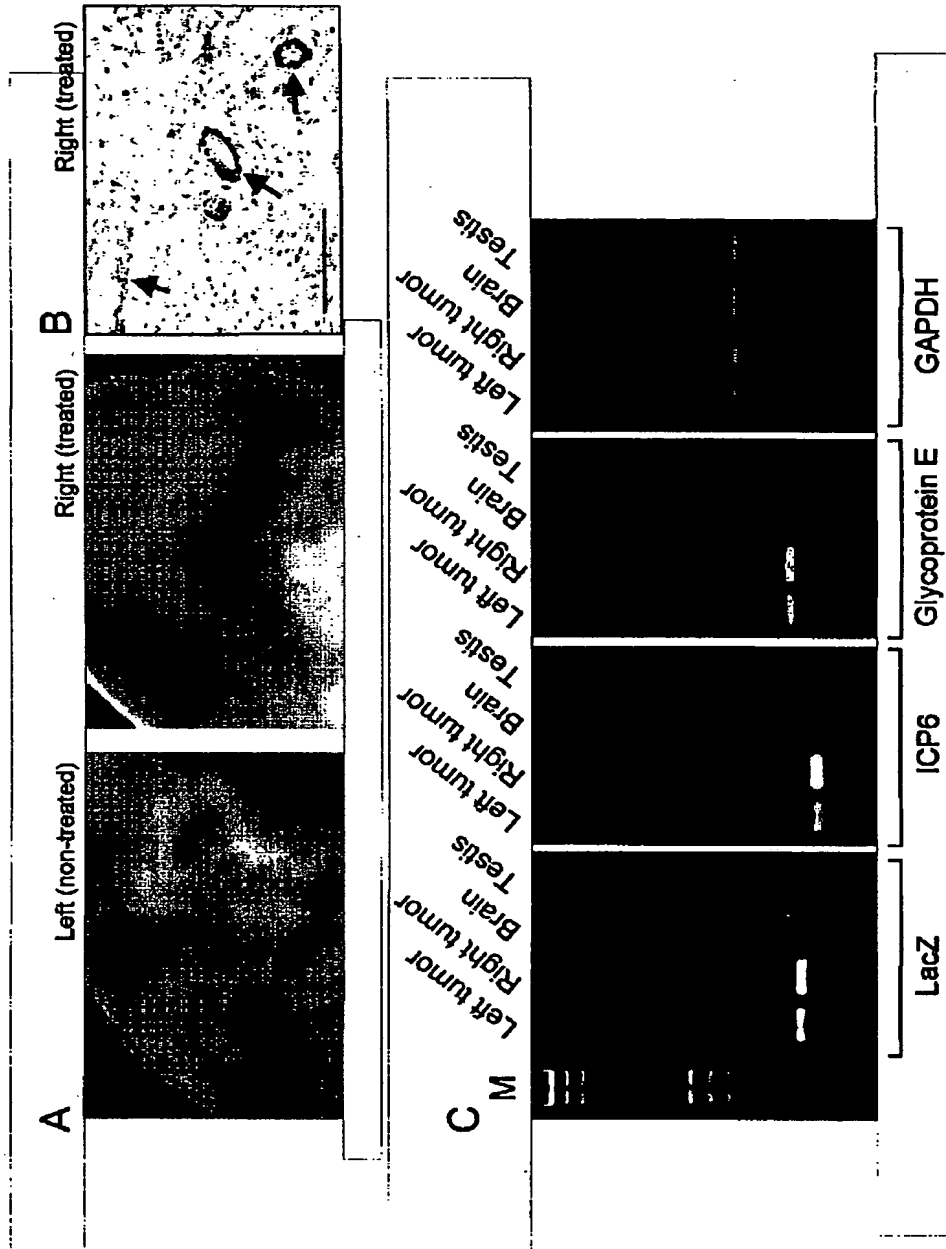 A
Left (non-treated)
Right (treated)
B
Right (treated)
C
M
Left tumor
Right tumor
Brain
Testis
Left tumor
Right tumor
Brain
Testis
Left tumor
Right tumor
Brain
Testis
Left tumor
Right tumor
Brain
Testis
LacZ
ICP6
Glycoprotein E
GAPDH